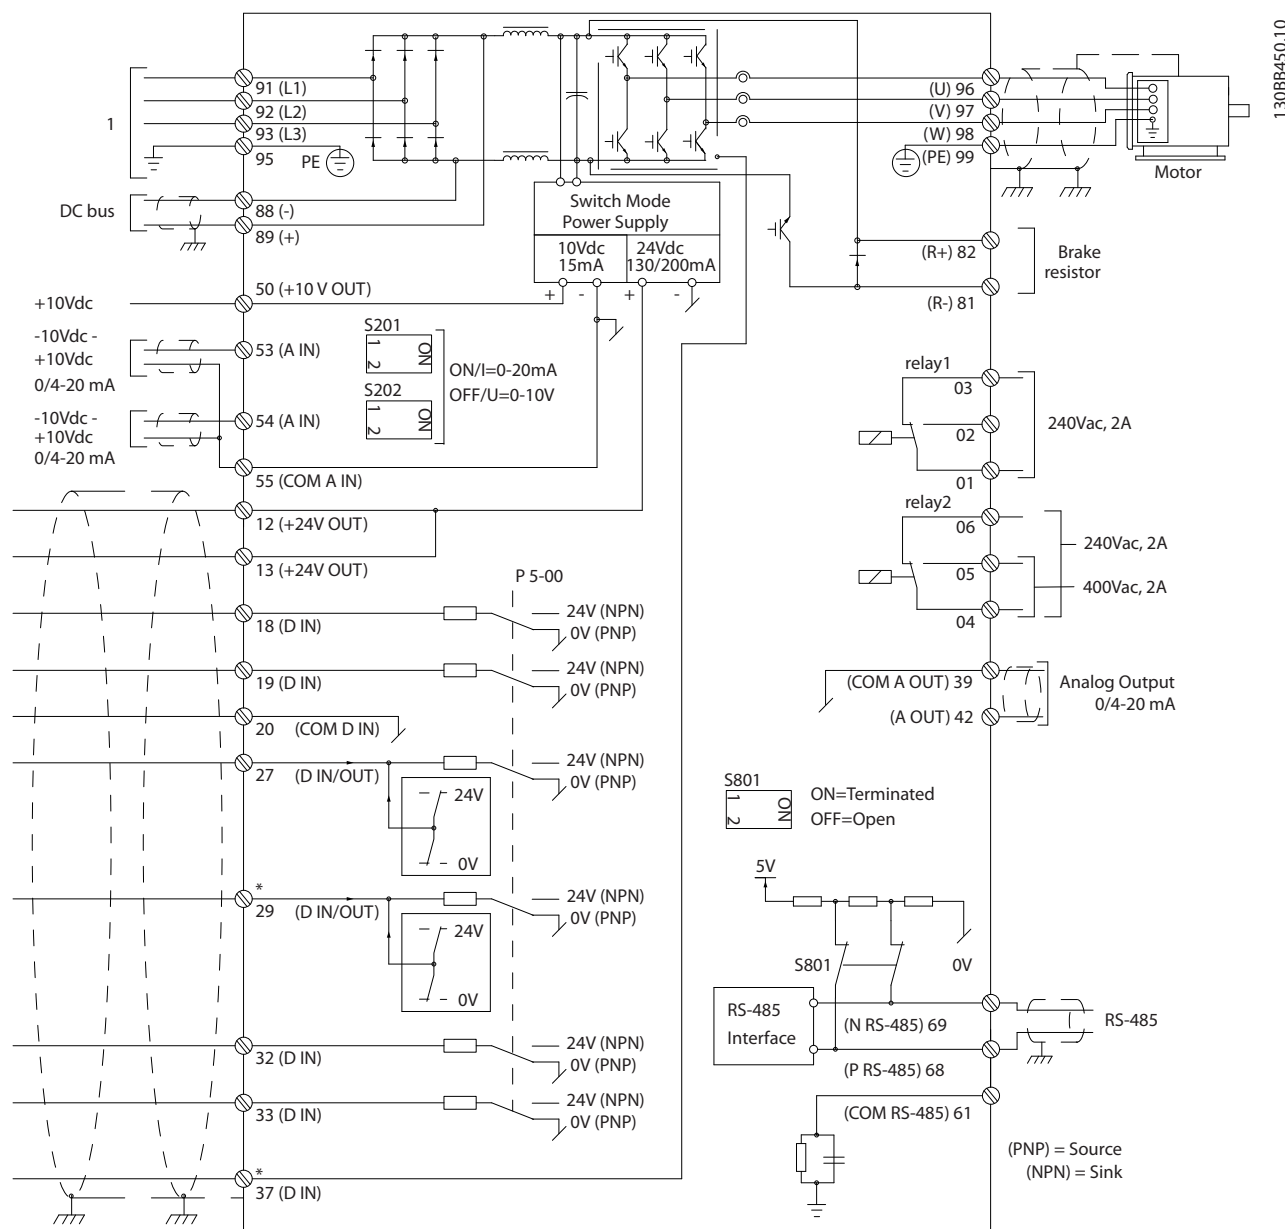 130BB450.10
1
91 (L1)
92 (L2)
93 (L3)
95
PE
(U) 96
(V) 97
(W) 98
(PE) 99
Motor
DC bus
88 (-)
89 (+)
Switch Mode
Power Supply
10Vdc
15mA
24Vdc
130/200mA
+
-
+
-
(R+) 82
(R-) 81
Brake
resistor
+10Vdc
50 (+10 V OUT)
-10Vdc -
+10Vdc
0/4-20 mA
53 (A IN)
-10Vdc -
+10Vdc
0/4-20 mA
54 (A IN)
55 (COM A IN)
S201
1
2
ON
S202
1
2
ON
ON/I=0-20mA
OFF/U=0-10V
relay1
03
02
01
240Vac, 2A
relay2
06
05
04
240Vac, 2A
400Vac, 2A
12 (+24V OUT)
13 (+24V OUT)
P 5-00
18 (D IN)
24V (NPN)
0V (PNP)
19 (D IN)
24V (NPN)
0V (PNP)
20 (COM D IN)
27 (D IN/OUT)
24V (NPN)
0V (PNP)
24V
0V
*
29 (D IN/OUT)
24V (NPN)
0V (PNP)
24V
0V
32 (D IN)
24V (NPN)
0V (PNP)
33 (D IN)
24V (NPN)
0V (PNP)
*
37 (D IN)
(COM A OUT) 39
(A OUT) 42
Analog Output
0/4-20 mA
S801
1
2
ON
ON=Terminated
OFF=Open
5V
S801
0V
RS-485
Interface
(N RS-485) 69
(P RS-485) 68
RS-485
(COM RS-485) 61
(PNP) = Source
(NPN) = Sink